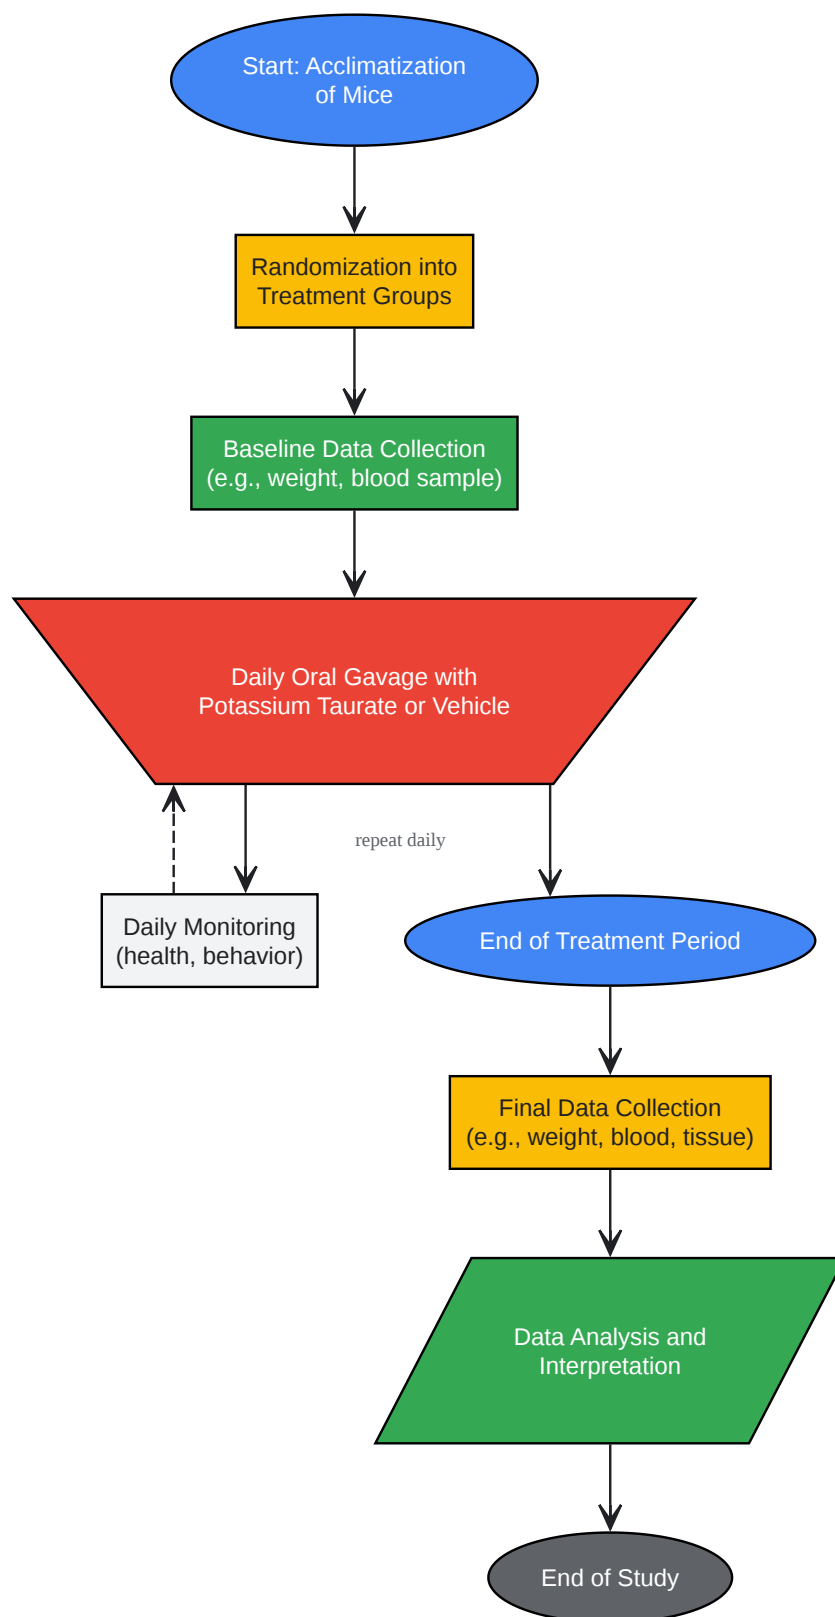 Start: Acclimatization
of Mice
Randomization into
Treatment Groups
Baseline Data Collection
(e.g., weight, blood sample)
Daily Oral Gavage with
Potassium Taurate or Vehicle
repeat daily
Daily Monitoring
(health, behavior)
End of Treatment Period
Final Data Collection
(e.g., weight, blood, tissue)
Data Analysis and
Interpretation
End of Study